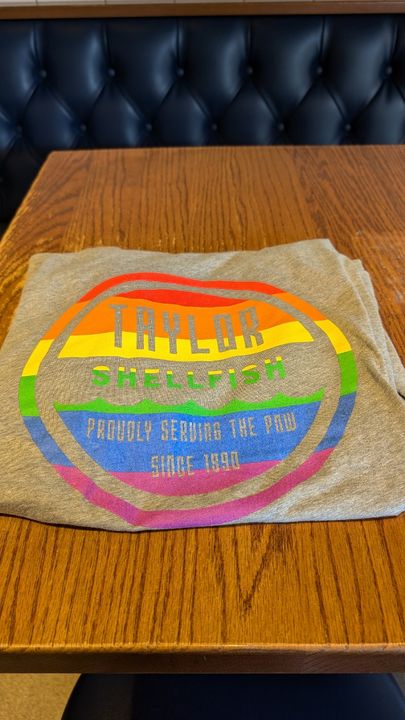 TAYLOR
SHELLFISH
PROUDLY SERVING THE PNW
SINCE 1890